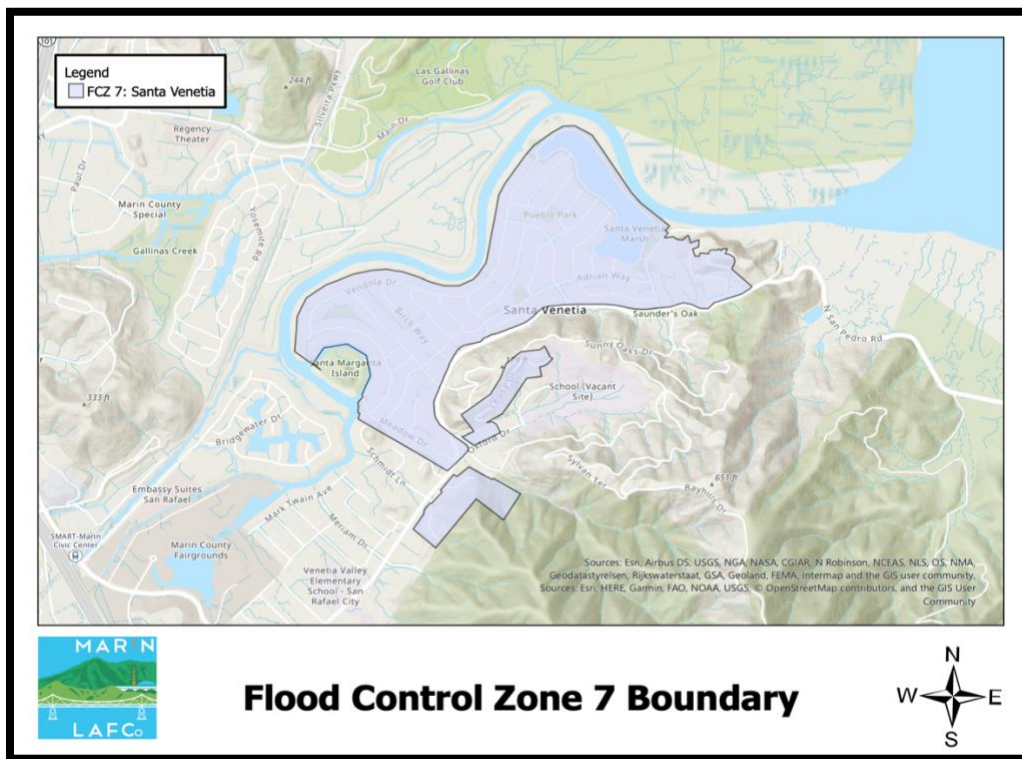 101
Legend
FCZ 7: Santa Venetia
244 ft
Silveira Pkwy
Las Gallinas
Golf Club
Main Dr
Regency
Theater
Paul Dr
Marin County
Special
Yosemite Rd
Gallinas Creek
Pueblo Park
Santa Venetia
Marsh
Vendola Dr
Adrian Way
Birch Way
Santa Venetia
Saunder's Oak
N San Pedro Rd
Sunny Oaks Dr
Santa Margarita
Island
School (Vacant
Site)
333 ft
Meadow Dr
Oxford Dr
Bridgewater Dr
Schmidt Ln
Sylvan Ter
651 ft
Bayhills Dr
Embassy Suites
San Rafael
Mark Twain Ave
Meriam Dr
SMART-Marin
Civic Center
Marin County
Fairgrounds
Venetia Valley
Elementary
School - San
Rafael City
Sources: Esri, Airbus DS, USGS, NGA, NASA, CGIAR, N Robinson, NCEAS, NLS, OS, NMA,
Geodatastyrelsen, Rijkswaterstaat, GSA, Geoland, FEMA, Intermap and the GIS user community,
Sources: Esri, HERE, Garmin, FAO, NOAA, USGS, © OpenStreetMap contributors, and the GIS User
Community
MARIN
LAFCo
Flood Control Zone 7 Boundary
N
W E
S